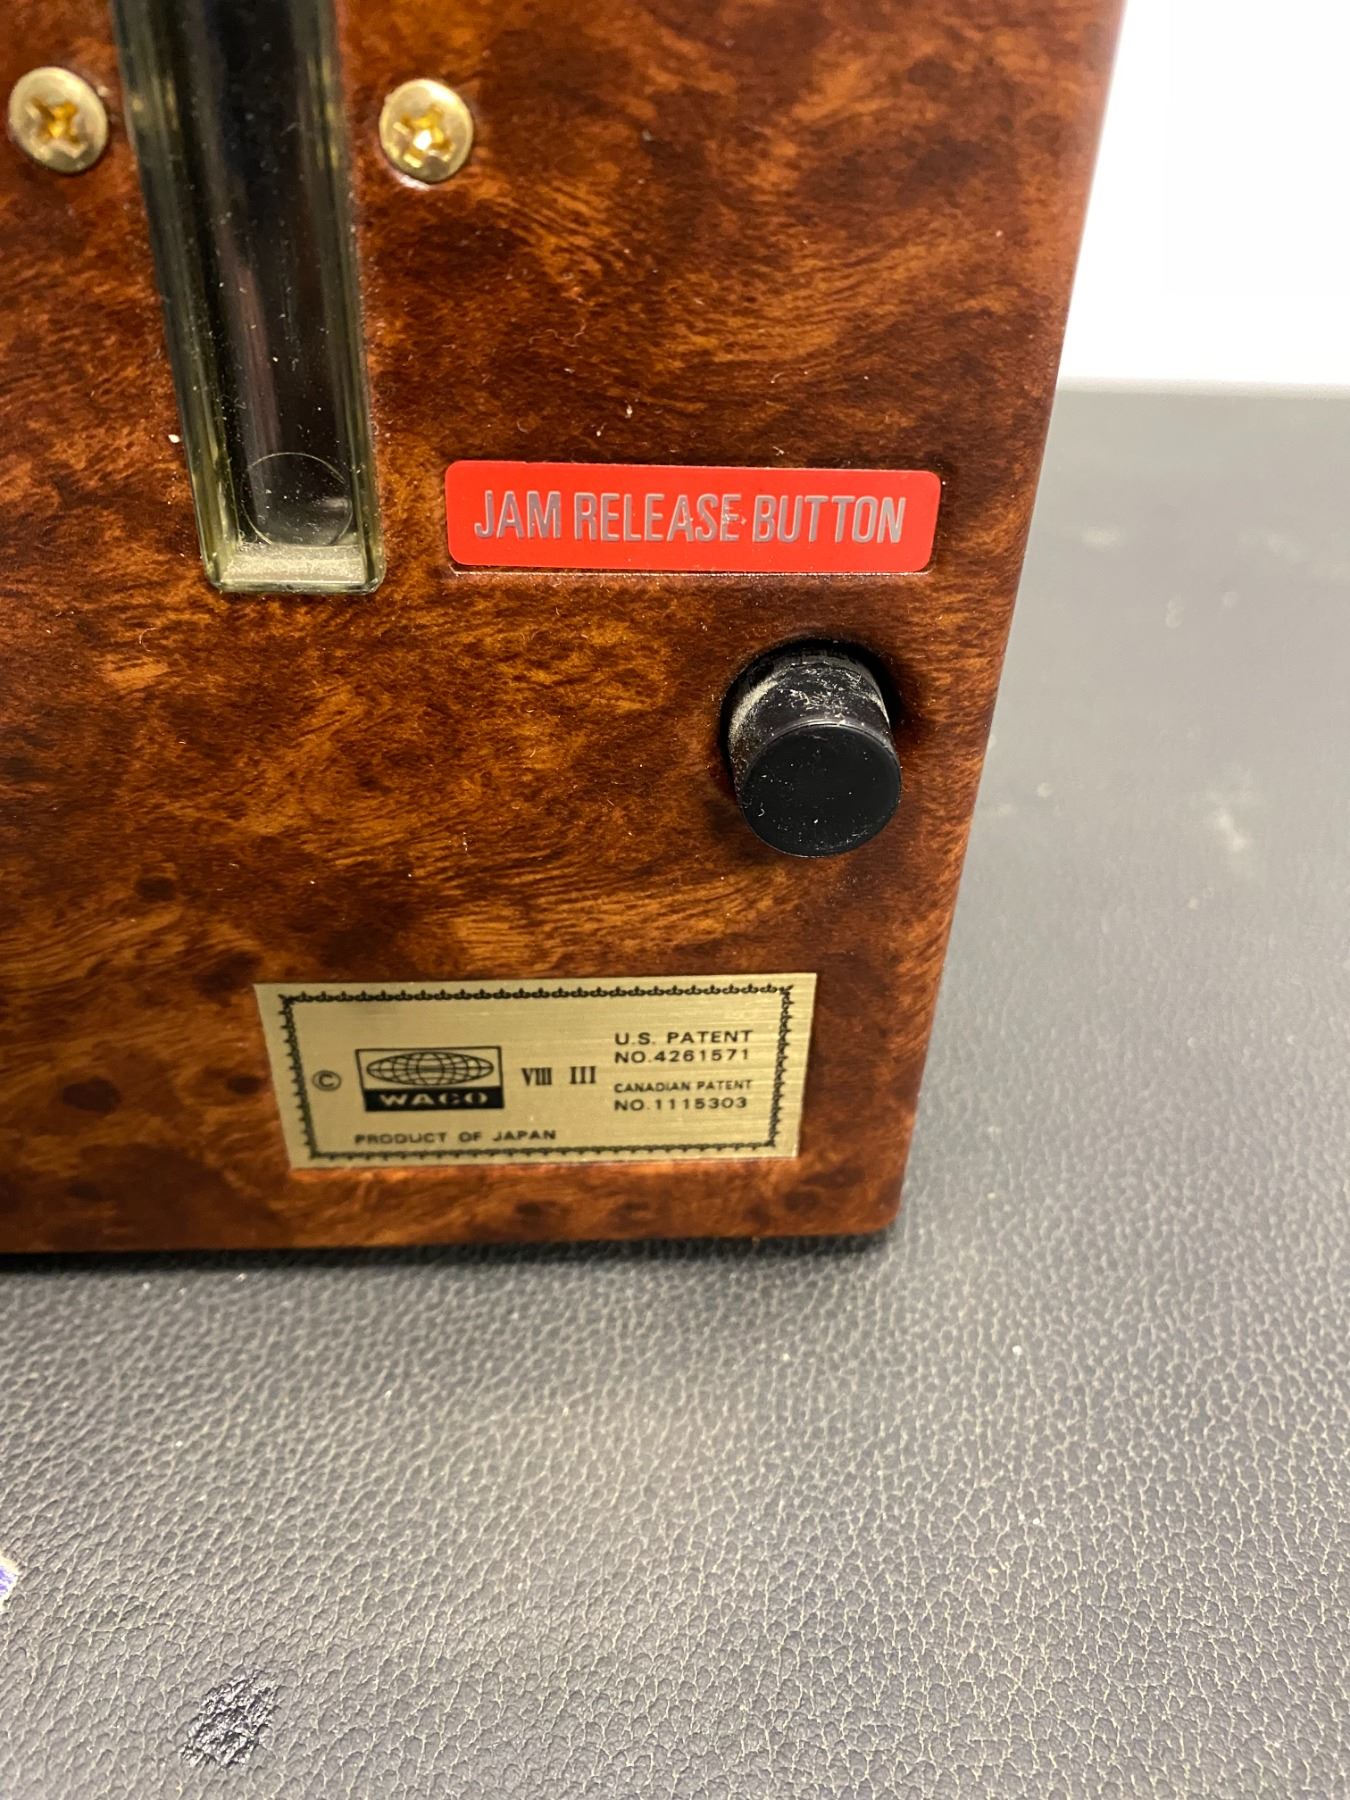 JAM RELEASE BUTTON
© WACO VIII III
U.S. PATENT
NO.4261571
CANADIAN PATENT
NO.1115303
PRODUCT OF JAPAN